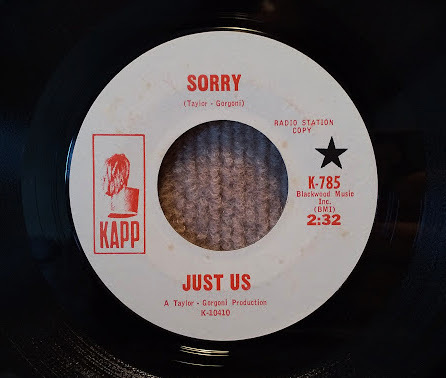 SORRY
(Taylor - Gorgoni)
RADIO STATION
COPY
K-785
Blackwood Music
Inc.
(BMI)
2:32
KAPP
JUST US
A Taylor - Gorgoni Production
K-10410